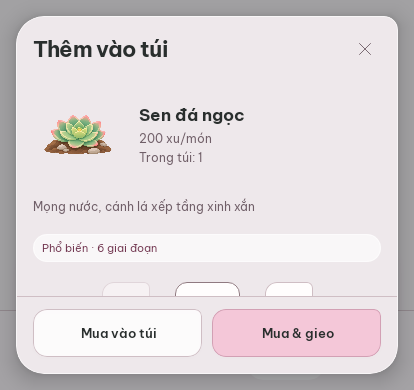 Thêm vào túi
Sen đá ngọc
200 xu/món
Trong túi: 1
Mọng nước, cánh lá xếp tầng xinh xắn
Phổ biến · 6 giai đoạn
Mua vào túi
Mua & gieo